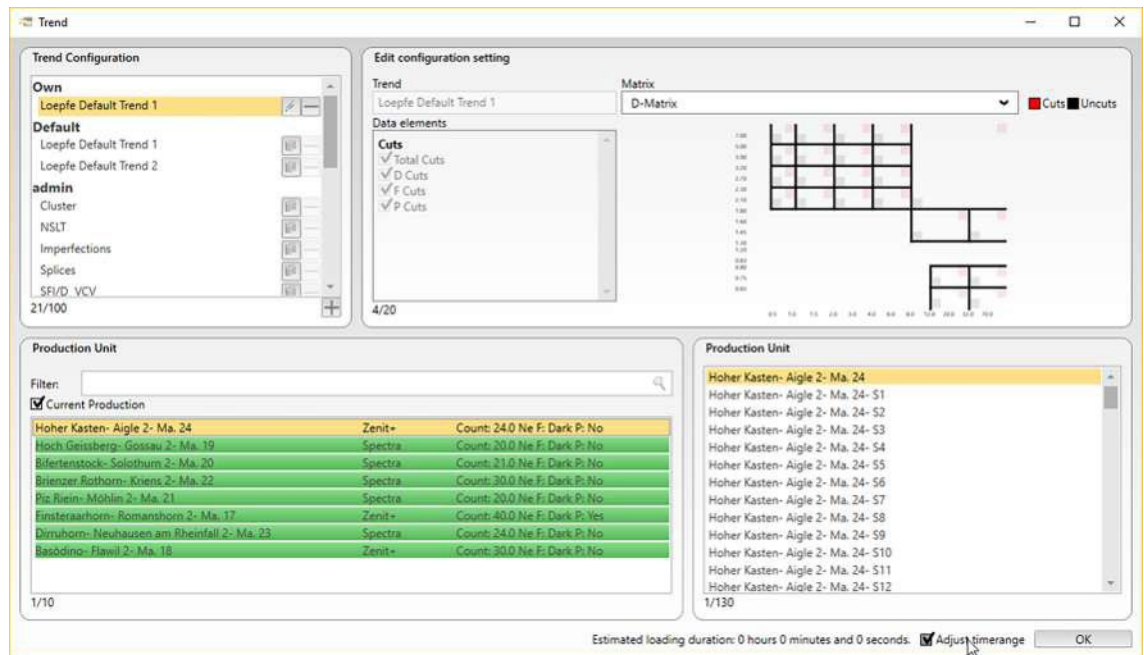 Trend
Trend Configuration
Own
Loepfe Default Trend 1
Default
Loepfe Default Trend 1
Loepfe Default Trend 2
admin
Cluster
NSLT
Imperfections
Splices
SFI/D VCV
21/100
Edit configuration setting
Trend
Loepfe Default Trend 1
Matrix
D-Matrix
Cuts Uncuts
Data elements
Cuts
Total Cuts
D Cuts
F Cuts
P Cuts
4/20
Production Unit
Filter:
Current Production
Hoher Kasten- Aigle 2- Ma. 24 Zenit+ Count: 24.0 Ne F: Dark P: No
Hoch Geissberg- Gossau 2- Ma. 19 Spectra Count: 20.0 Ne F: Dark P: No
Bifertenstock- Solothurn 2- Ma. 20 Spectra Count: 21.0 Ne F: Dark P: No
Brienzer Rothorn- Kriens 2- Ma. 22 Spectra Count: 30.0 Ne F: Dark P: No
Piz Riein- Möhlin 2- Ma. 21 Spectra Count: 20.0 Ne F: Dark P: No
Finsteraarhorn- Romanshorn 2- Ma. 17 Zenit+ Count: 40.0 Ne F: Dark P: Yes
Dirruhorn- Neuhausen am Rheinfall 2- Ma. 23 Spectra Count: 24.0 Ne F: Dark P: No
Basòdino- Flawil 2- Ma. 18 Zenit+ Count: 30.0 Ne F: Dark P: No
1/10
Production Unit
Hoher Kasten- Aigle 2- Ma. 24
Hoher Kasten- Aigle 2- Ma. 24- S1
Hoher Kasten- Aigle 2- Ma. 24- S2
Hoher Kasten- Aigle 2- Ma. 24- S3
Hoher Kasten- Aigle 2- Ma. 24- S4
Hoher Kasten- Aigle 2- Ma. 24- S5
Hoher Kasten- Aigle 2- Ma. 24- S6
Hoher Kasten- Aigle 2- Ma. 24- S7
Hoher Kasten- Aigle 2- Ma. 24- S8
Hoher Kasten- Aigle 2- Ma. 24- S9
Hoher Kasten- Aigle 2- Ma. 24- S10
Hoher Kasten- Aigle 2- Ma. 24- S11
Hoher Kasten- Aigle 2- Ma. 24- S12
1/130
Estimated loading duration: 0 hours 0 minutes and 0 seconds. Adjust timerange OK